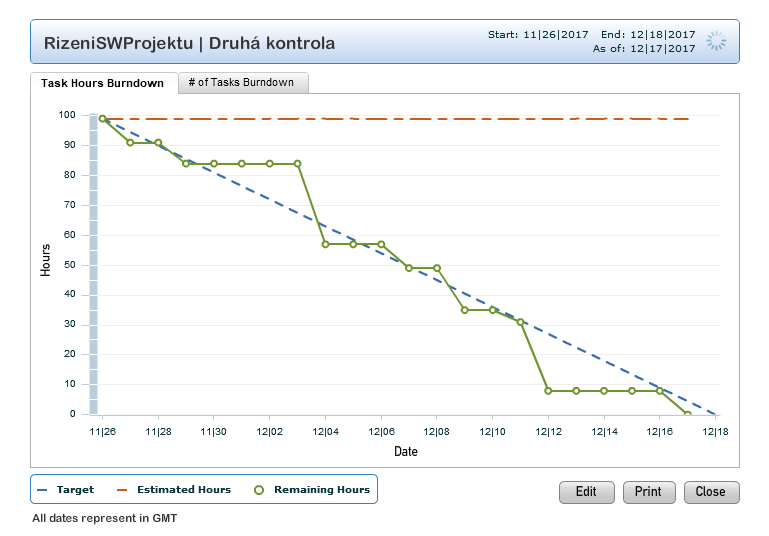 RizeniSWProjektu | Druhá kontrola
Start: 11|26|2017 End: 12|18|2017
As of: 12|17|2017
Task Hours Burndown
# of Tasks Burndown
100
90
80
70
60
50
40
30
20
10
0
Hours
11|26 11|28 11|30 12|02 12|04 12|06 12|08 12|10 12|12 12|14 12|16 12|18
Date
Target Estimated Hours Remaining Hours
Edit Print Close
All dates represent in GMT